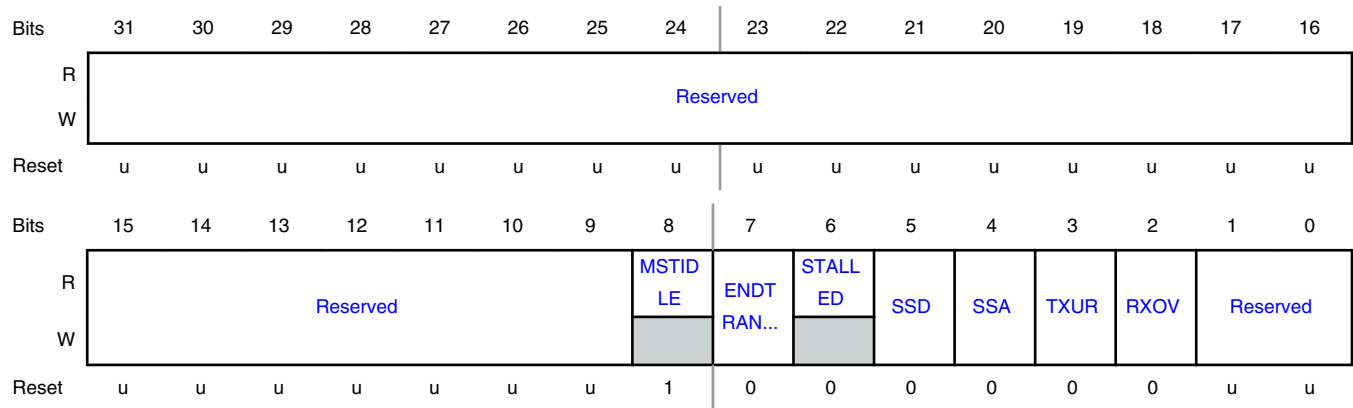 Bits 31 30 29 28 27 26 25 24 23 22 21 20 19 18 17 16
R
Reserved
W
Reset u u u u u u u u u u u u u u u u
Bits 15 14 13 12 11 10 9 8 7 6 5 4 3 2 1 0
R Reserved MSTID LE ENDT RAN... STALL ED SSD SSA TXUR RXOV Reserved
W
Reset u u u u u u u 1 0 0 0 0 0 0 u u